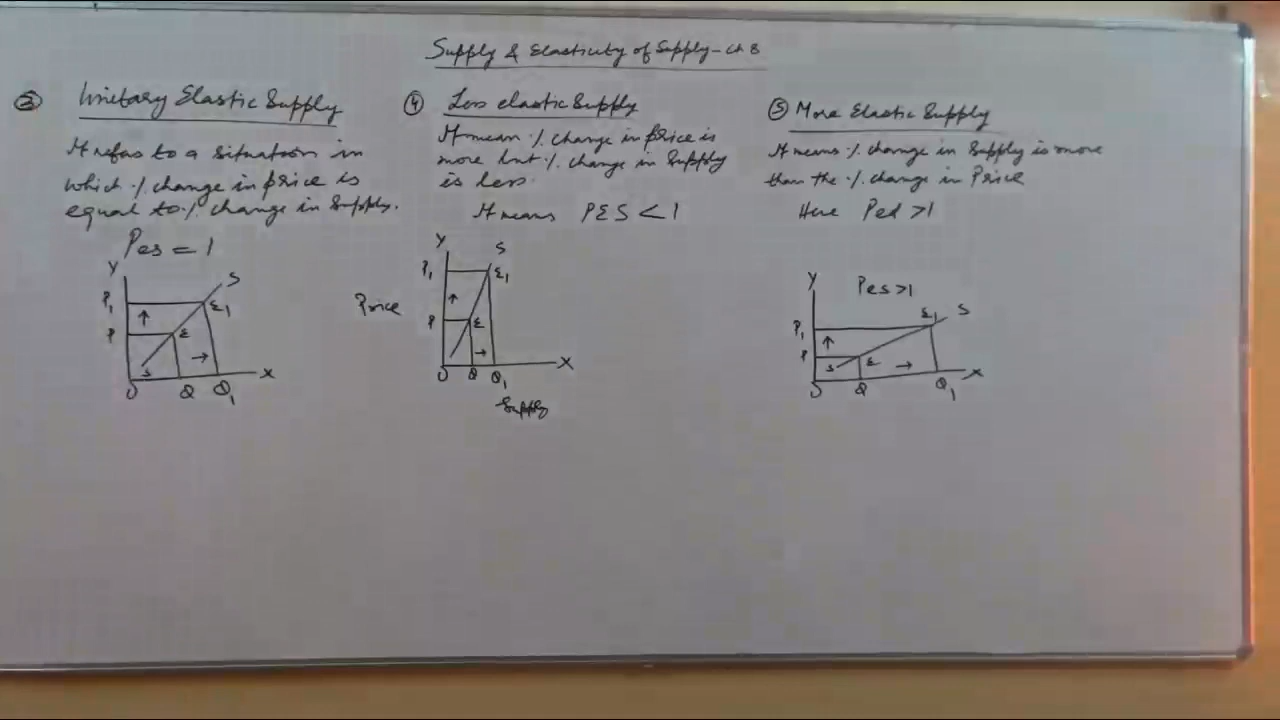 Supply & Elasticity of Supply - ch 8
③ Unietary Elastic Supply
It refers to a situation in
which % change in price is
equal to % change in Supply.
Pes = 1
Y
S
P1
E1
P
E
S
O
Q
Q1
X
④ Less elastic Supply
It mean % change in price is
more but % change in Supply
is less.
It means PES < 1
Y
S
P1
E1
Price
P
E
O
Q
Q1
X
Supply
⑤ More Elastic Supply
It means % change in Supply is more
than the % change in Price
Here Ped >1
Y
Pes>1
E1
S
P1
P
S
E
O
Q
Q1
X